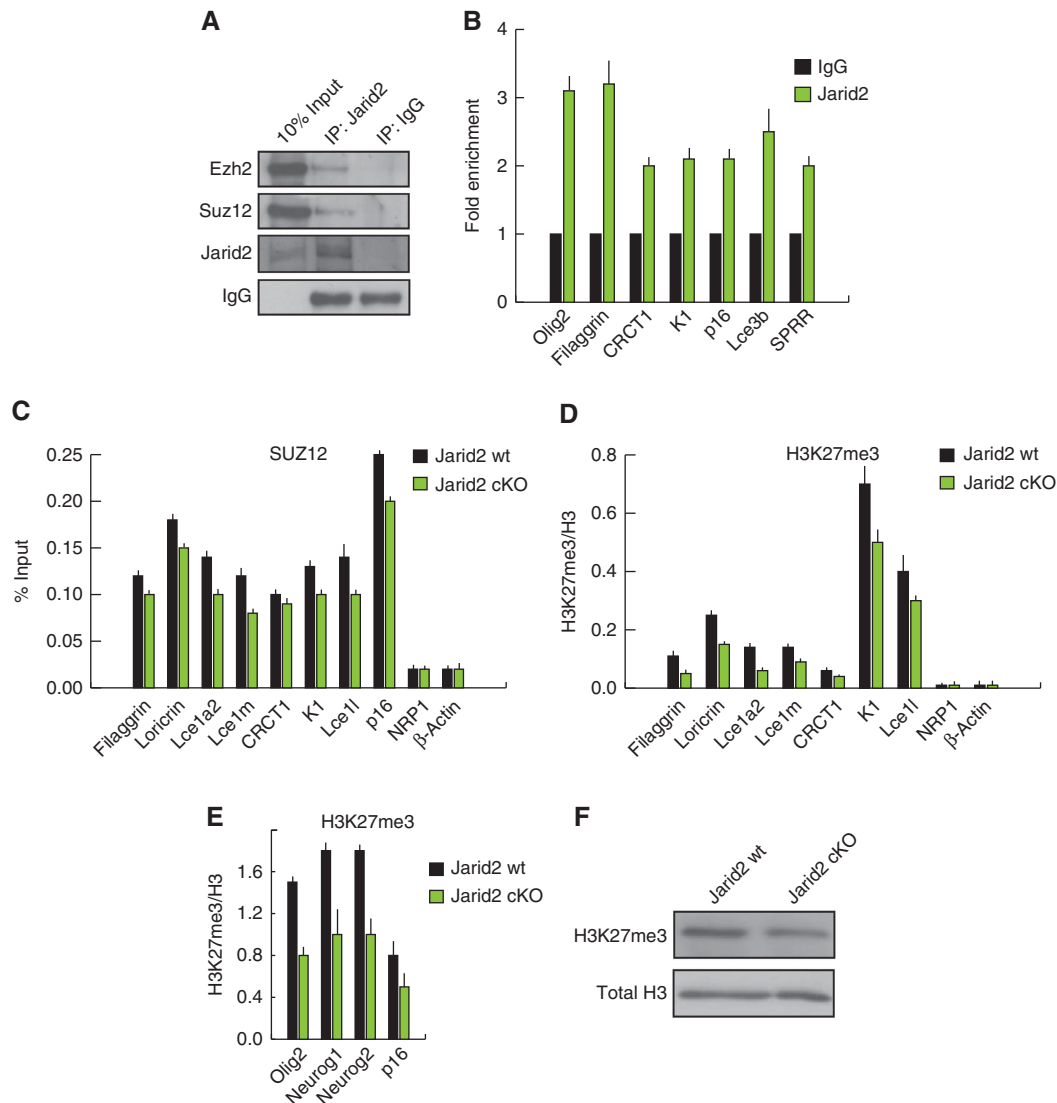 A
10% Input
IP: Jarid2
IP: IgG
Ezh2
Suz12
Jarid2
IgG
B
4
3
2
1
0
Fold enrichment
IgG
Jarid2
Olig2
Filaggrin
CRCT1
K1
p16
Lce3b
SPRR
C
SUZ12
Jarid2 wt
Jarid2 cKO
0.25
0.20
0.15
0.10
0.05
0.00
% Input
Filaggrin
Loricrin
Lce1a2
Lce1m
CRCT1
K1
Lce1l
p16
NRP1
β-Actin
D
H3K27me3
Jarid2 wt
Jarid2 cKO
0.8
0.6
0.4
0.2
0.0
H3K27me3/H3
Filaggrin
Loricrin
Lce1a2
Lce1m
CRCT1
K1
Lce1l
NRP1
β-Actin
E
H3K27me3
Jarid2 wt
Jarid2 cKO
1.6
1.2
0.8
0.4
0.0
H3K27me3/H3
Olig2
Neurog1
Neurog2
p16
F
Jarid2 wt
Jarid2 cKO
H3K27me3
Total H3